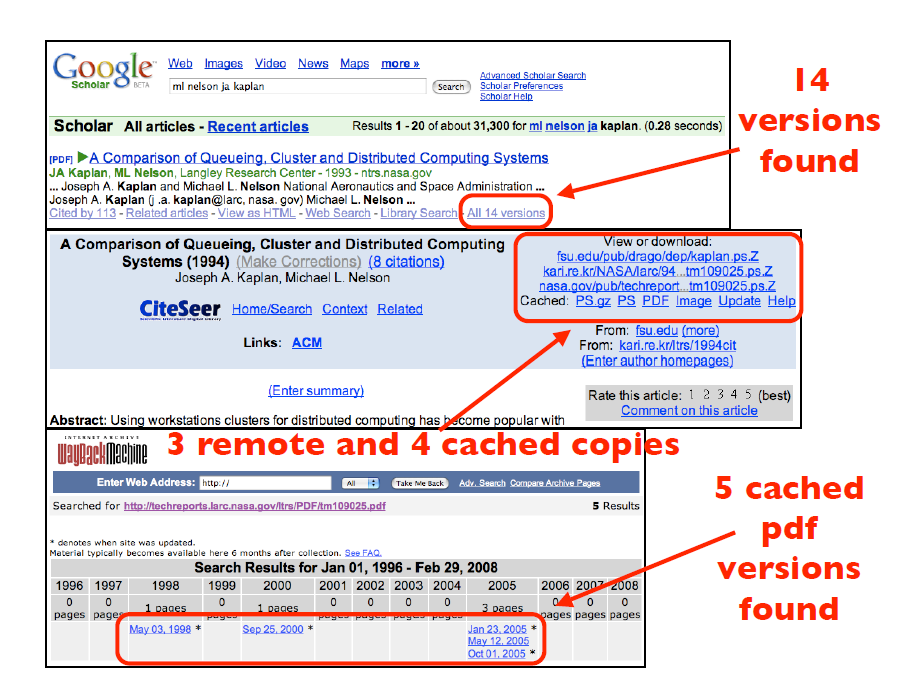 Google
Scholar BETA
Web Images Video News Maps more »
ml nelson ja kaplan
Search
Advanced Scholar Search
Scholar Preferences
Scholar Help
Scholar All articles - Recent articles Results 1 - 20 of about 31,300 for ml nelson ja kaplan. (0.28 seconds)
[PDF] ▶A Comparison of Queueing, Cluster and Distributed Computing Systems
JA Kaplan, ML Nelson, Langley Research Center - 1993 - ntrs.nasa.gov
... Joseph A. Kaplan and Michael L. Nelson National Aeronautics and Space Administration ...
Joseph A. Kaplan (j .a. kaplan@larc, nasa. gov) Michael L. Nelson ...
Cited by 113 - Related articles - View as HTML - Web Search - Library Search - All 14 versions
14
versions
found
A Comparison of Queueing, Cluster and Distributed Computing
Systems (1994) (Make Corrections) (8 citations)
Joseph A. Kaplan, Michael L. Nelson
CiteSeer Home/Search Context Related
Links: ACM
View or download:
fsu.edu/pub/drago/dep/kaplan.ps.Z
kari.re.kr/NASA/larc/94...tm109025.ps.Z
nasa.gov/pub/techreport...tm109025.ps.Z
Cached: PS.gz PS PDF Image Update Help
From: fsu.edu (more)
From: kari.re.kr/ltrs/1994cit
(Enter author homepages)
(Enter summary)
Rate this article: 1 2 3 4 5 (best)
Comment on this article
Abstract: Using workstations clusters for distributed computing has become popular with
3 remote and 4 cached copies
INTERNET ARCHIVE
WayBackMachine
Enter Web Address: http:// All Take Me Back Adv. Search Compare Archive Pages
Searched for http://techreports.larc.nasa.gov/ltrs/PDF/tm109025.pdf 5 Results
* denotes when site was updated.
Material typically becomes available here 6 months after collection. See FAQ.
Search Results for Jan 01, 1996 - Feb 29, 2008
1996 1997 1998 1999 2000 2001 2002 2003 2004 2005 2006 2007 2008
0 pages 0 pages 1 pages 0 pages 1 pages 0 pages 0 pages 0 pages 0 pages 3 pages 0 pages 0 pages 0 pages
May 03, 1998 * Sep 25, 2000 * Jan 23, 2005 *
May 12, 2005
Oct 01, 2005 *
5 cached
pdf
versions
found